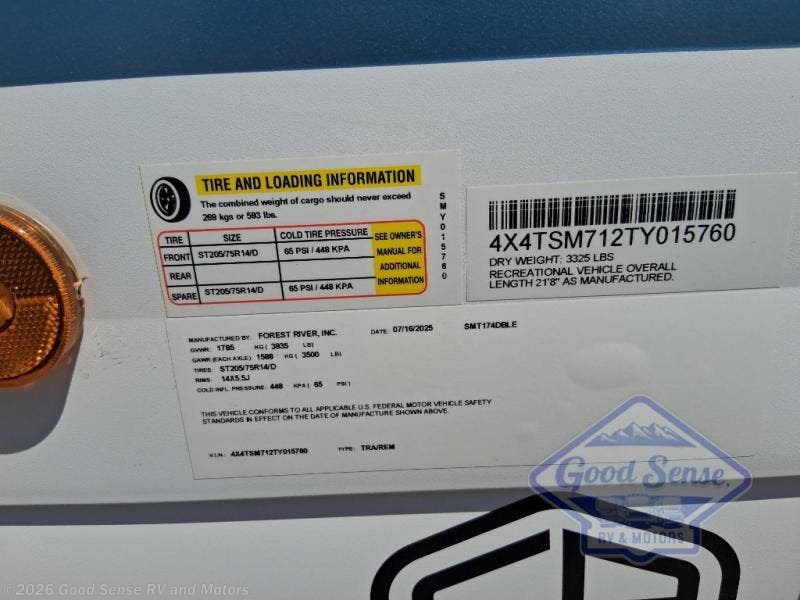 TIRE AND LOADING INFORMATION
The combined weight of cargo should never exceed
269 kgs or 593 lbs.
TIRE SIZE COLD TIRE PRESSURE SEE OWNER'S MANUAL FOR ADDITIONAL INFORMATION
FRONT ST205/75R14/D 65 PSI / 448 KPA
REAR
SPARE ST205/75R14/D 65 PSI / 448 KPA
SMY015760
4X4TSM712TY015760
DRY WEIGHT: 3325 LBS
RECREATIONAL VEHICLE OVERALL
LENGTH 21'8" AS MANUFACTURED.
MANUFACTURED BY: FOREST RIVER, INC. DATE: 07/16/2025 SMT174DBLE
GVWR: 1785 KG ( 3935 LB)
GAWR (EACH AXLE) 1588 KG ( 3500 LB)
TIRES: ST205/75R14/D
RIMS: 14X5.5J
COLD INFL. PRESSURE: 448 KPA ( 65 PSI )
THIS VEHICLE CONFORMS TO ALL APPLICABLE U.S. FEDERAL MOTOR VEHICLE SAFETY
STANDARDS IN EFFECT ON THE DATE OF MANUFACTURE SHOWN ABOVE.
V.I.N.: 4X4TSM712TY015760 TYPE: TRA/REM
Good Sense
RV & MOTORS
©2026 Good Sense RV and Motors